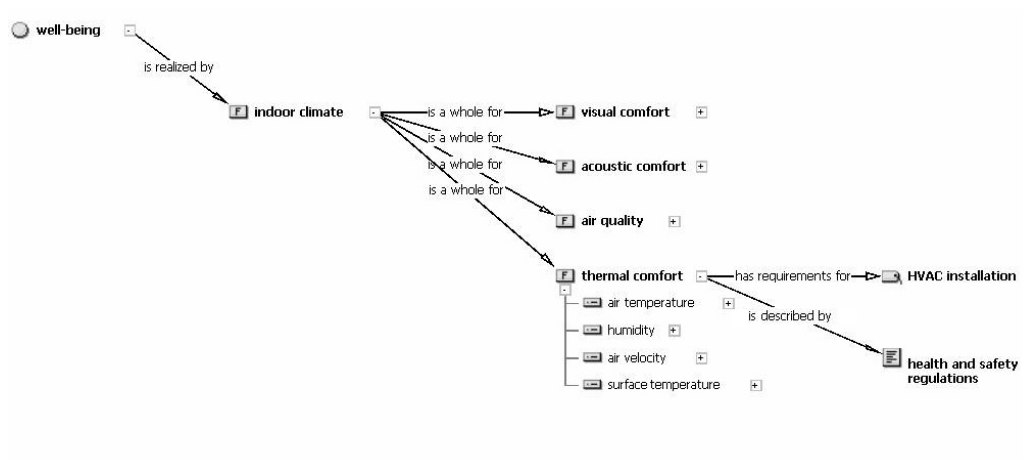 well-being
is realized by
F indoor climate
is a whole for
F visual comfort
is a whole for
F acoustic comfort
is a whole for
F air quality
is a whole for
F thermal comfort
has requirements for
HVAC installation
air temperature
is described by
humidity
air velocity
health and safety
regulations
surface temperature